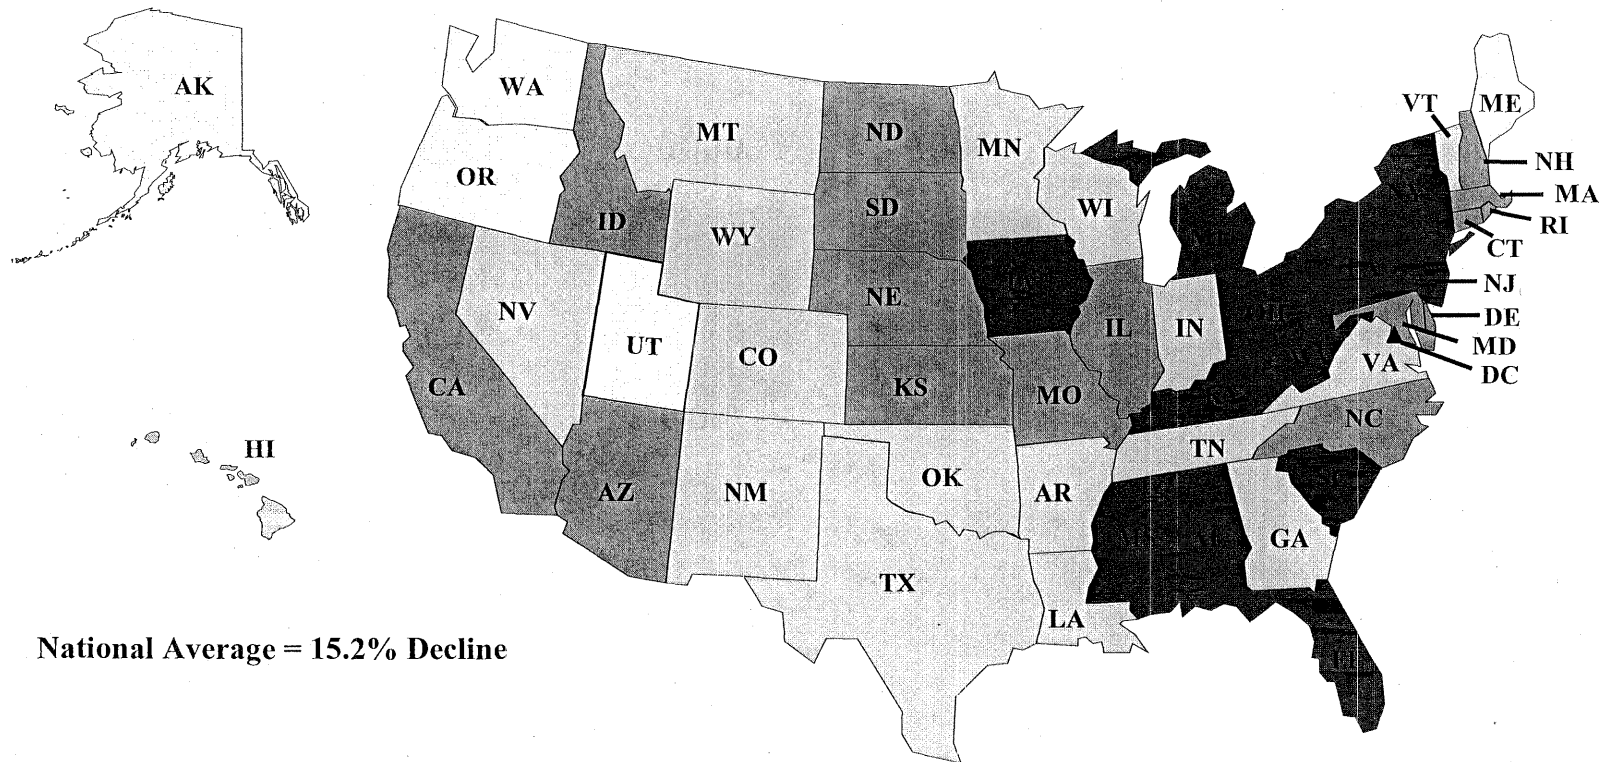 AK
WA
MT
ND
MN
VT
ME
OR
ID
SD
WI
NH
MA
RI
WY
CT
NV
NE
NJ
IL
IN
DE
UT
CO
MD
VA
DC
CA
KS
MO
NC
HI
TN
AZ
NM
OK
AR
GA
TX
LA
National Average = 15.2% Decline